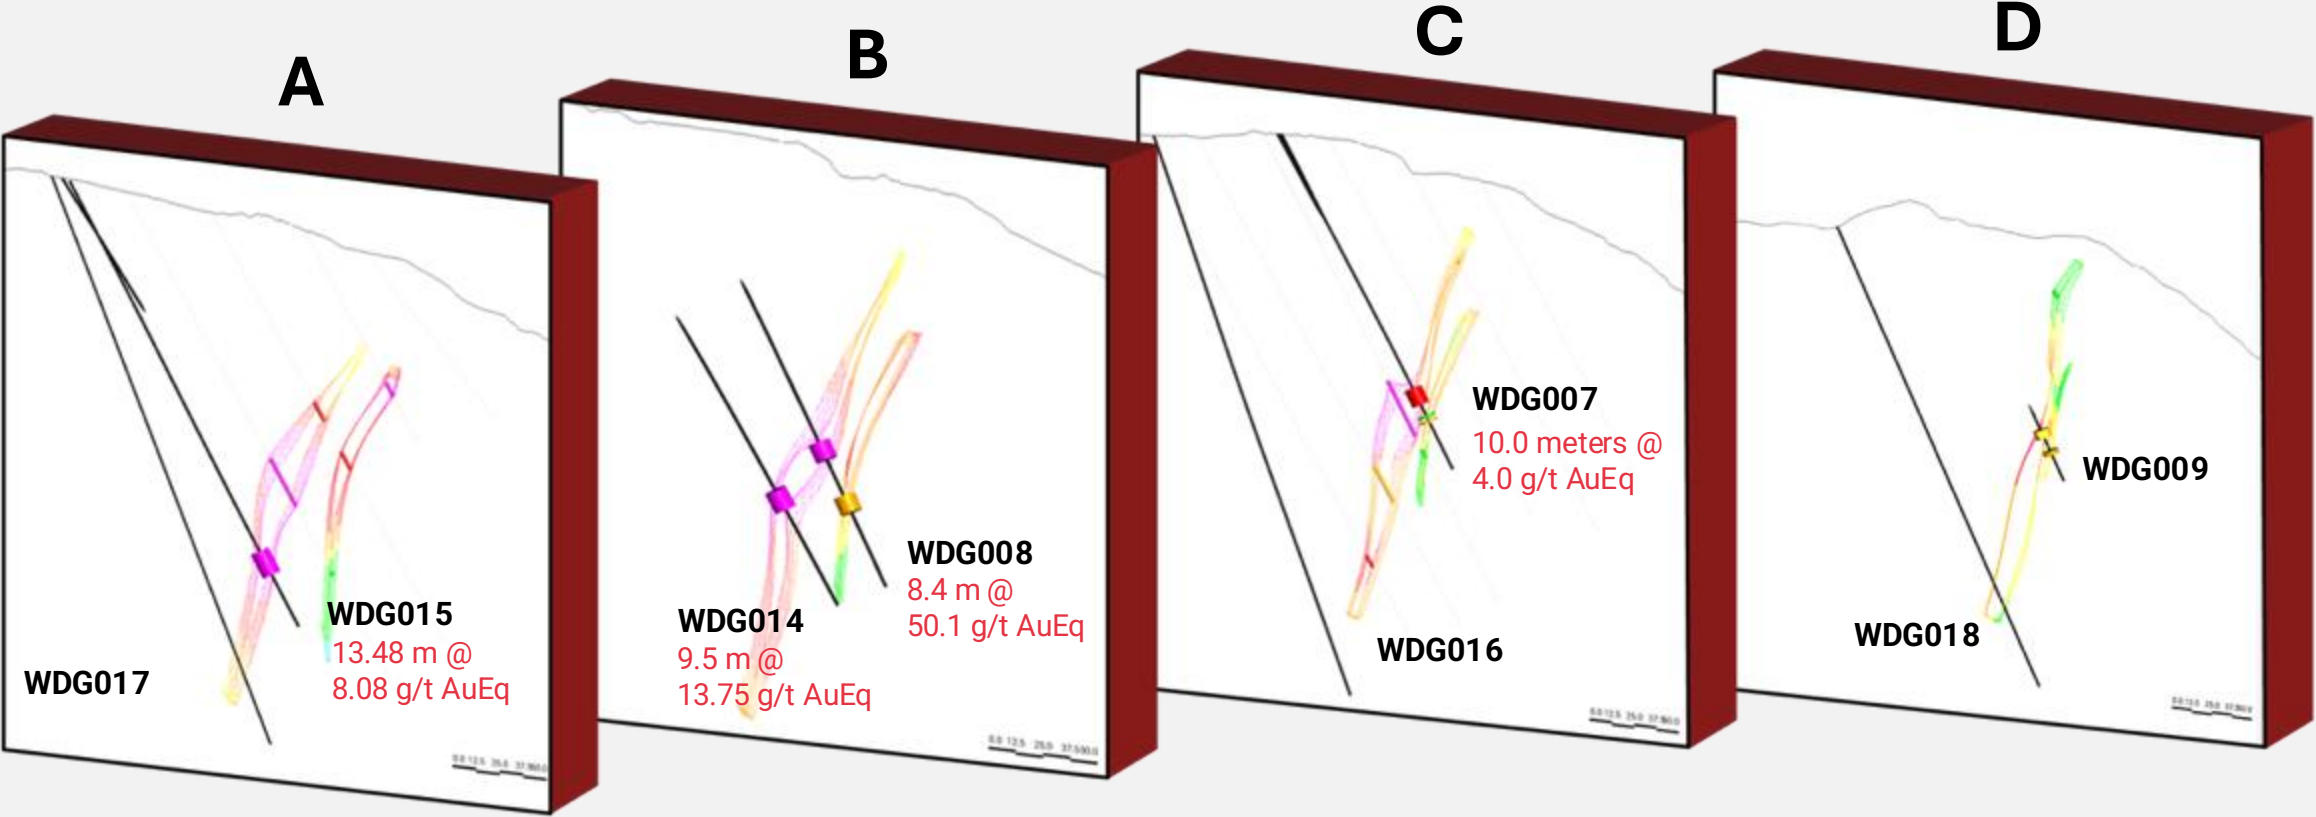 A
WDG017
WDG015
13.48 m @
8.08 g/t AuEq
B
WDG014
9.5 m @
13.75 g/t AuEq
WDG008
8.4 m @
50.1 g/t AuEq
C
WDG007
10.0 meters @
4.0 g/t AuEq
WDG016
D
WDG009
WDG018